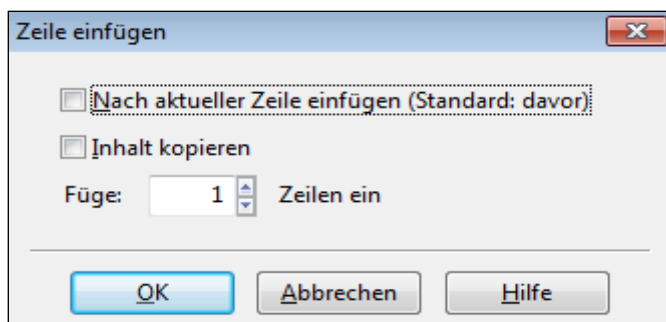 Zeile einfügen
Nach aktueller Zeile einfügen (Standard: davor)
Inhalt kopieren
Füge: 1 Zeilen ein
OK Abbrechen Hilfe